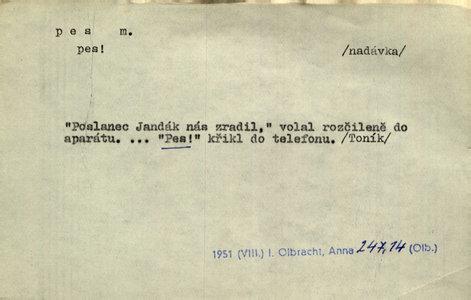 pes m.
pes!
/nadávka/
"Poslanec Jandák nás zradil," volal rozčileně do
aparátu. ... "Pes!" křikl do telefonu. /Toník/
1951 (VIII.) I. Olbracht, Anna 247,14 (Olb.)